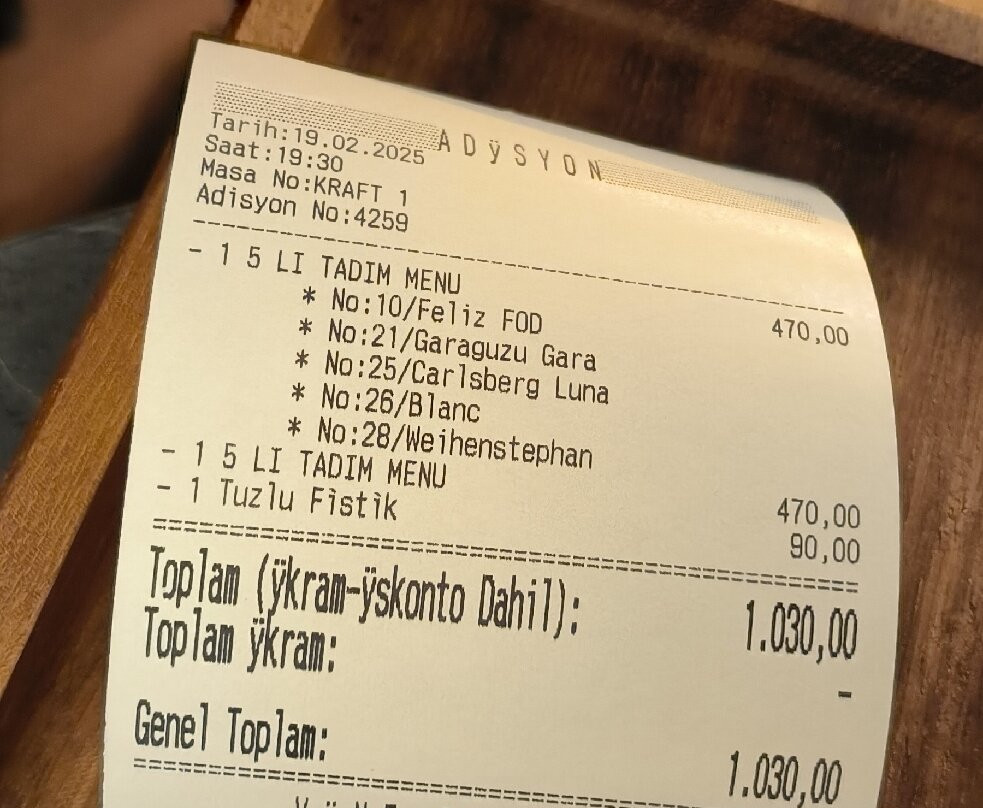 ADÿSYON
Tarih:19.02.2025
Saat:19:30
Masa No:KRAFT 1
Adisyon No:4259
- 1 5 LI TADIM MENU 470,00
* No:10/Feliz FOD
* No:21/Garaguzu Gara
* No:25/Carlsberg Luna
* No:26/Blanc
* No:28/Weihenstephan
- 1 5 LI TADIM MENU 470,00
- 1 Tuzlu Fistik 90,00
Toplam (ÿkram-ÿskonto Dahil): 1.030,00
Toplam ÿkram: -
Genel Toplam: 1.030,00